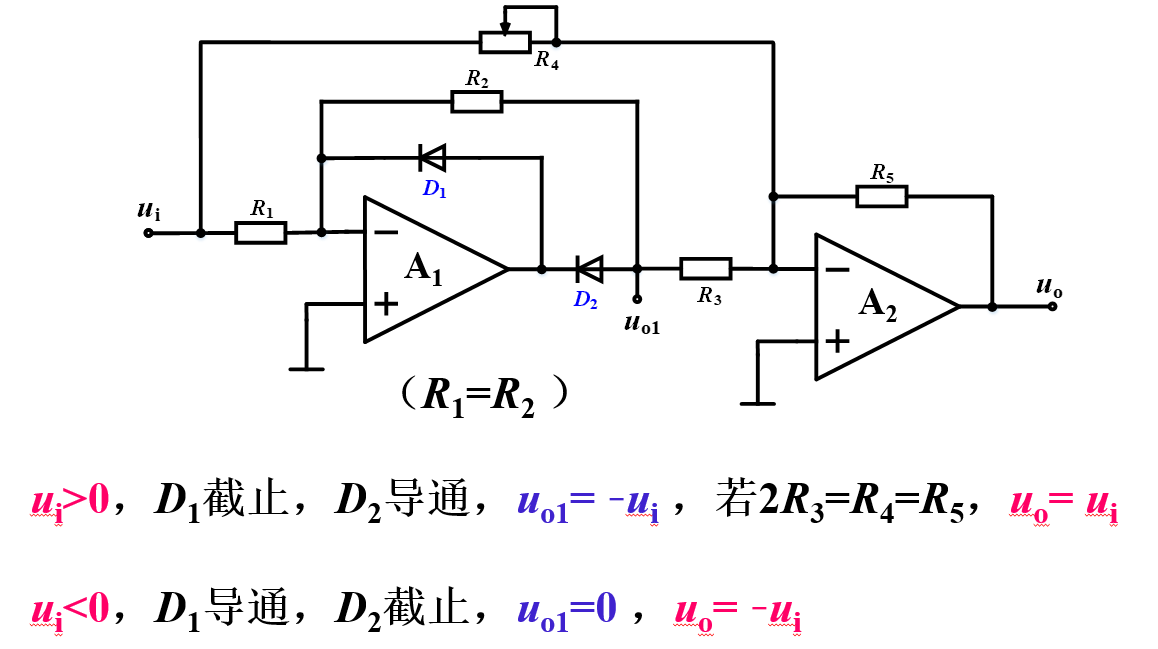 R4
R2
D1
R5
ui
R1
A1
D2
R3
uo1
A2
uo
（R1=R2 ）
ui>0，D1截止，D2导通，uo1= -ui ，若2R3=R4=R5，uo= ui
ui<0，D1导通，D2截止，uo1=0 ，uo= -ui